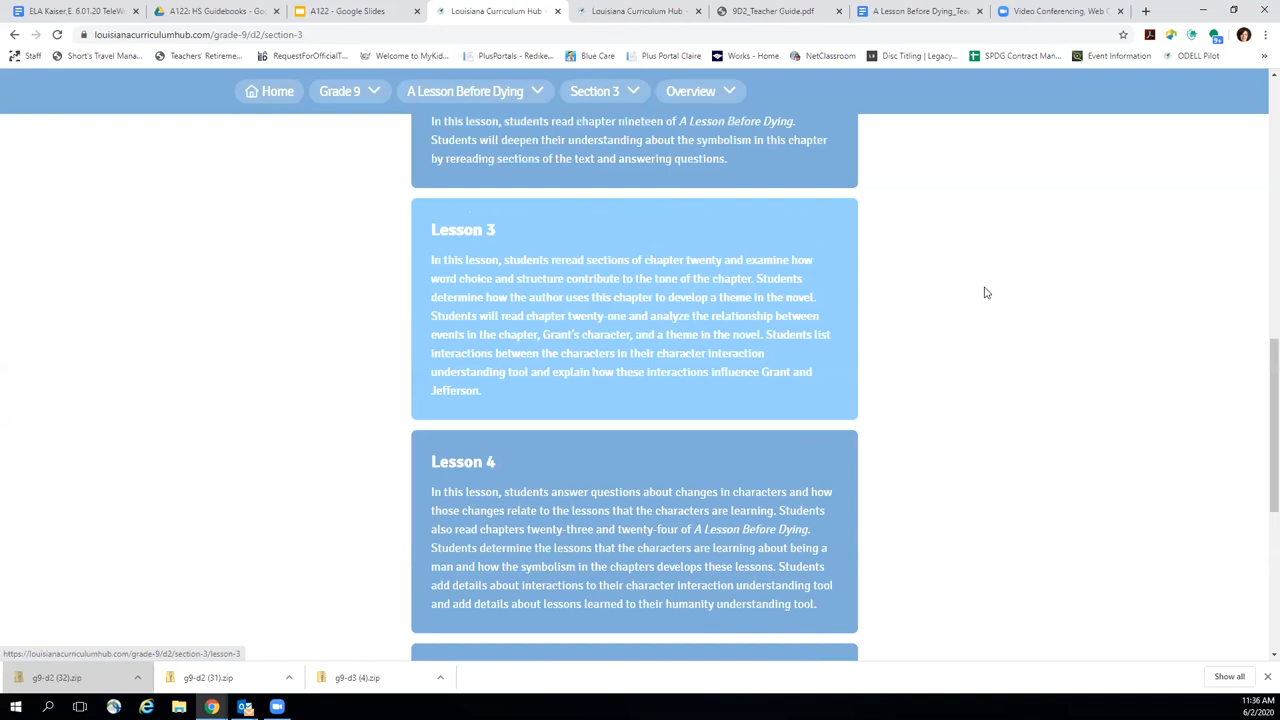 ELA Kaiser,E. 6.01.20 TeleWo
A122: HS Guidebooks - Goo
A122 - Google Slides
Louisiana Curriculum Hub -
Louisiana Curriculum Hub -
9D2_Teacher Guide.pdf
A Lesson Before Dying_Tea
Video Conferencing, Web C
louisianacurriculumhub.com/grade-9/d2/section-3
Staff
Short's Travel Mana...
Teachers' Retireme...
RequestForOfficialT...
Welcome to MyKid...
PlusPortals - Redike...
Blue Care
Plus Portal Claire
Works - Home
NetClassroom
Disc Titling | Legacy...
SPDG Contract Man...
Event Information
ODELL Pilot
»
Home
Grade 9
A Lesson Before Dying
Section 3
Overview
In this lesson, students read chapter nineteen of A Lesson Before Dying.
Students will deepen their understanding about the symbolism in this chapter
by rereading sections of the text and answering questions.
Lesson 3
In this lesson, students reread sections of chapter twenty and examine how
word choice and structure contribute to the tone of the chapter. Students
determine how the author uses this chapter to develop a theme in the novel.
Students will read chapter twenty-one and analyze the relationship between
events in the chapter, Grant's character, and a theme in the novel. Students list
interactions between the characters in their character interaction
understanding tool and explain how these interactions influence Grant and
Jefferson.
Lesson 4
In this lesson, students answer questions about changes in characters and how
those changes relate to the lessons that the characters are learning. Students
also read chapters twenty-three and twenty-four of A Lesson Before Dying.
Students determine the lessons that the characters are learning about being a
man and how the symbolism in the chapters develops these lessons. Students
add details about interactions to their character interaction understanding tool
and add details about lessons learned to their humanity understanding tool.
https://louisianacurriculumhub.com/grade-9/d2/section-3/lesson-3
g9-d2 (32).zip
g9-d2 (31).zip
g9-d3 (4).zip
Show all
11:36 AM
6/2/2020